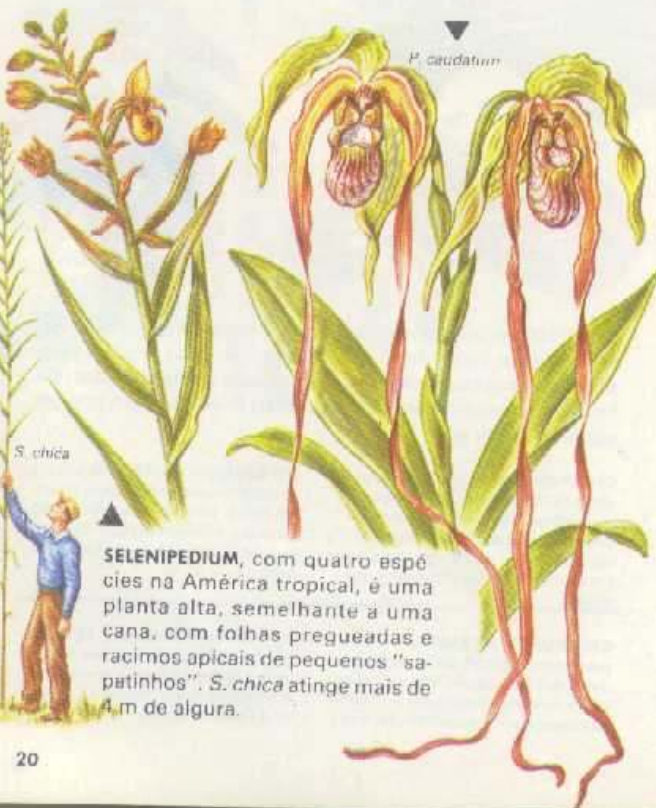 P. caudatum
S. chica
SELENIPEDIUM, com quatro espé
cies na América tropical, é uma
planta alta, semelhante a uma
cana, com folhas pregueadas e
racimos apicais de pequenos "sa-
patinhos". S. chica atinge mais de
4 m de algura.
20